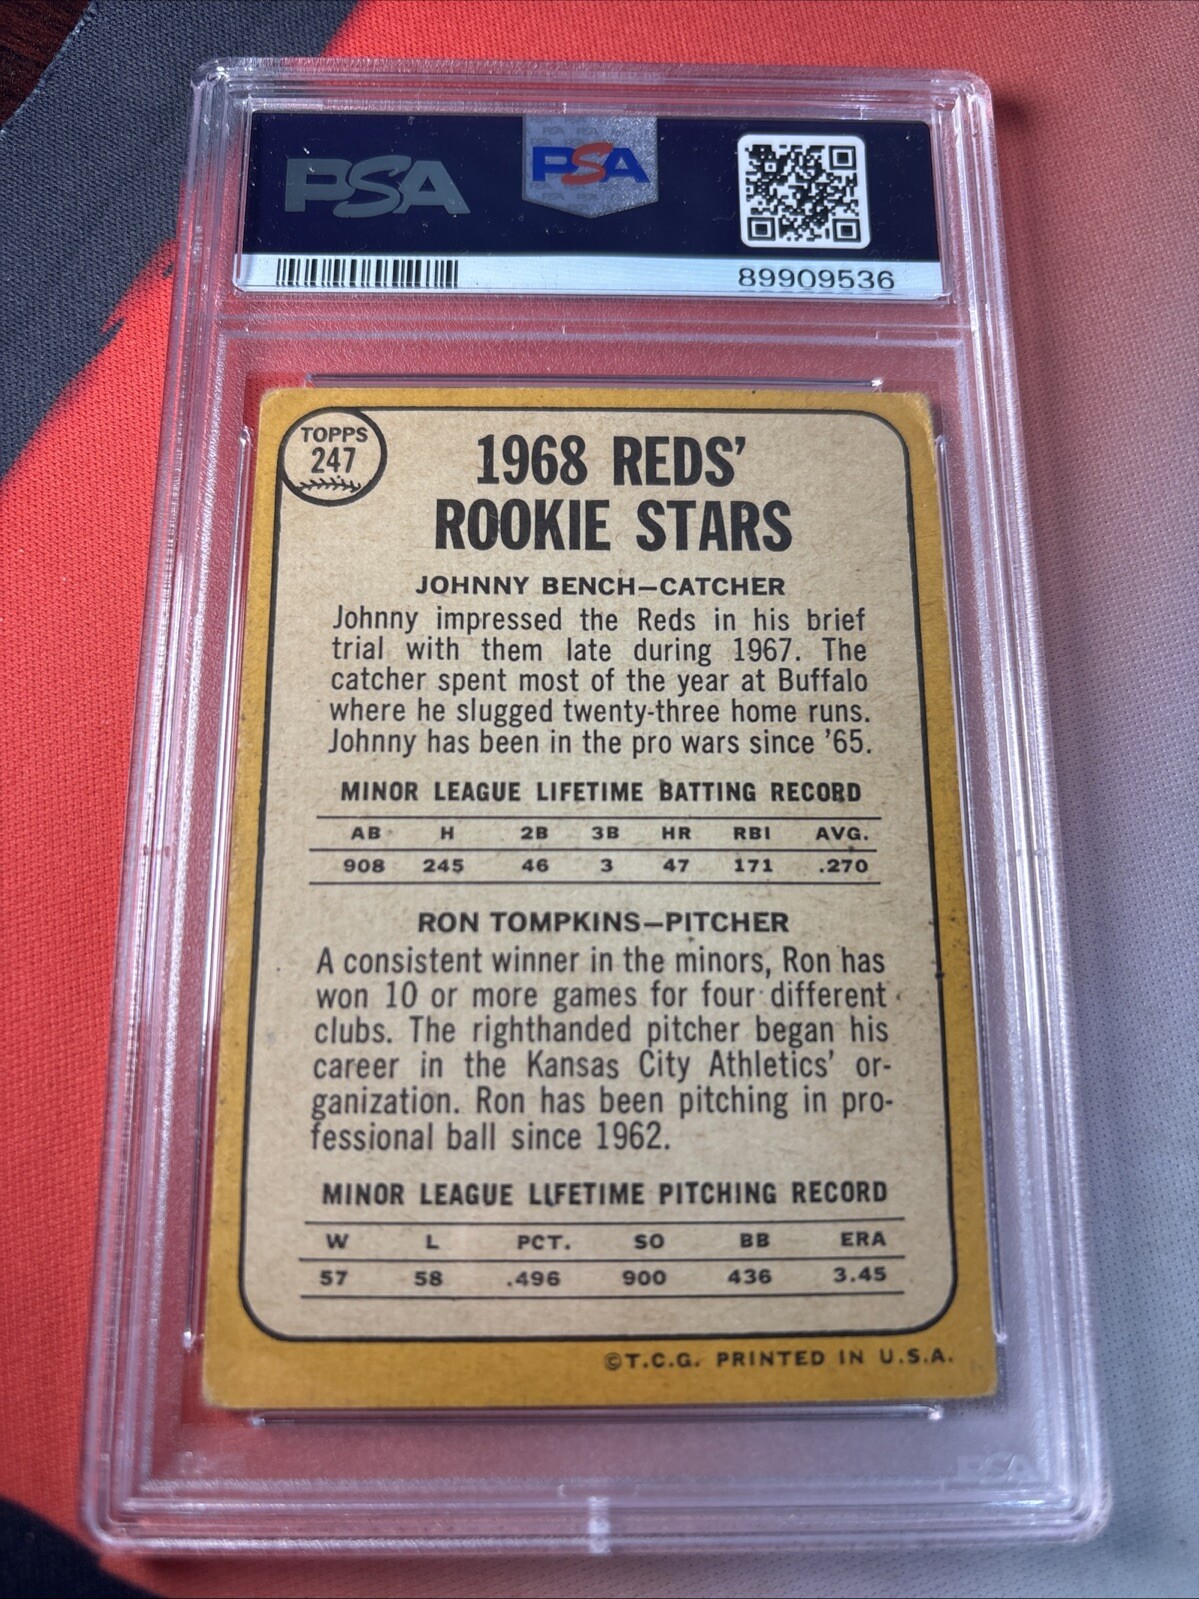 PSA
PSA
89909536
TOPPS
247
1968 REDS'
ROOKIE STARS
JOHNNY BENCH—CATCHER
Johnny impressed the Reds in his brief
trial with them late during 1967. The
catcher spent most of the year at Buffalo
where he slugged twenty-three home runs.
Johnny has been in the pro wars since '65.
MINOR LEAGUE LIFETIME BATTING RECORD
AB H 2B 3B HR RBI AVG.
908 245 46 3 47 171 .270
RON TOMPKINS—PITCHER
A consistent winner in the minors, Ron has
won 10 or more games for four different
clubs. The righthanded pitcher began his
career in the Kansas City Athletics' or-
ganization. Ron has been pitching in pro-
fessional ball since 1962.
MINOR LEAGUE LIFETIME PITCHING RECORD
W L PCT. SO BB ERA
57 58 .496 900 436 3.45
©T.C.G. PRINTED IN U.S.A.
PSA